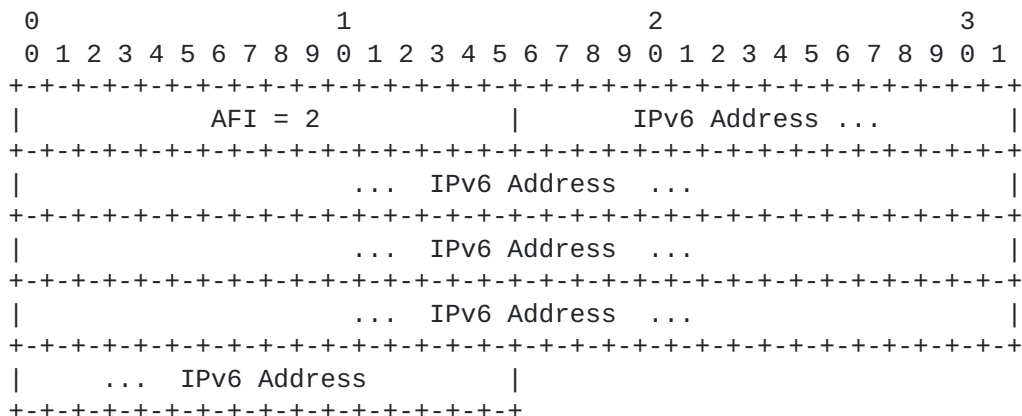 0                   1                   2                   3
 0 1 2 3 4 5 6 7 8 9 0 1 2 3 4 5 6 7 8 9 0 1 2 3 4 5 6 7 8 9 0 1
+-+-+-+-+-+-+-+-+-+-+-+-+-+-+-+-+-+-+-+-+-+-+-+-+-+-+-+-+-+-+-+-+
|            AFI = 2            |       IPv6 Address ...        |
+-+-+-+-+-+-+-+-+-+-+-+-+-+-+-+-+-+-+-+-+-+-+-+-+-+-+-+-+-+-+-+-+
|                     ...  IPv6 Address  ...                    |
+-+-+-+-+-+-+-+-+-+-+-+-+-+-+-+-+-+-+-+-+-+-+-+-+-+-+-+-+-+-+-+-+
|                     ...  IPv6 Address  ...                    |
+-+-+-+-+-+-+-+-+-+-+-+-+-+-+-+-+-+-+-+-+-+-+-+-+-+-+-+-+-+-+-+-+
|                     ...  IPv6 Address  ...                    |
+-+-+-+-+-+-+-+-+-+-+-+-+-+-+-+-+-+-+-+-+-+-+-+-+-+-+-+-+-+-+-+-+
|     ...  IPv6 Address         |
+-+-+-+-+-+-+-+-+-+-+-+-+-+-+-+-+